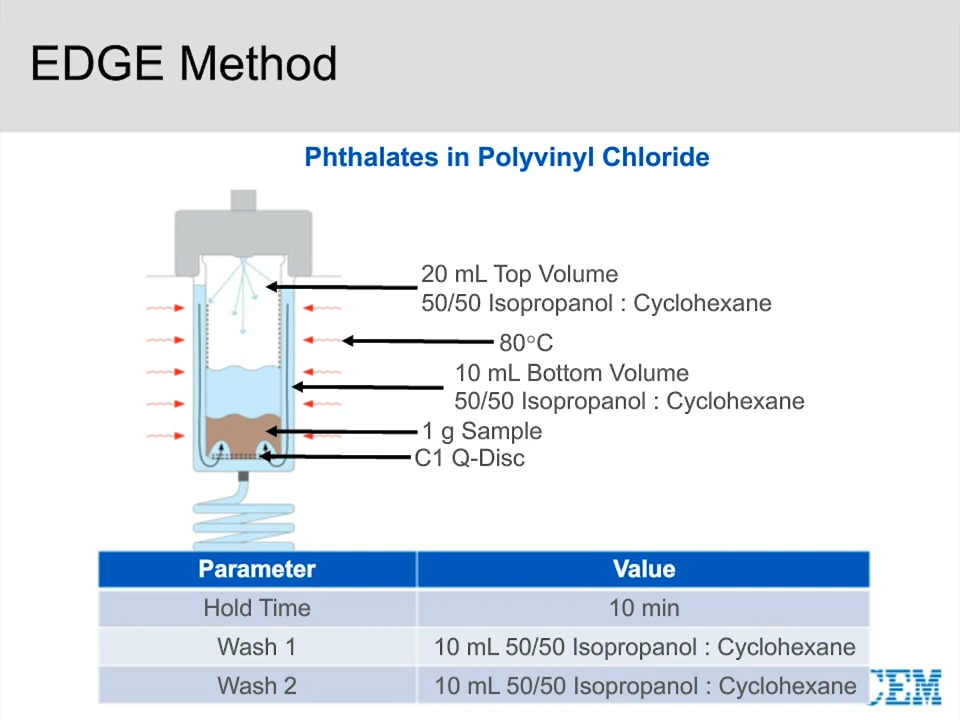 EDGE Method
Phthalates in Polyvinyl Chloride
20 mL Top Volume
50/50 Isopropanol : Cyclohexane
80°C
10 mL Bottom Volume
50/50 Isopropanol : Cyclohexane
1 g Sample
C1 Q-Disc
Parameter Value
Hold Time 10 min
Wash 1 10 mL 50/50 Isopropanol : Cyclohexane
Wash 2 10 mL 50/50 Isopropanol : Cyclohexane
CEM